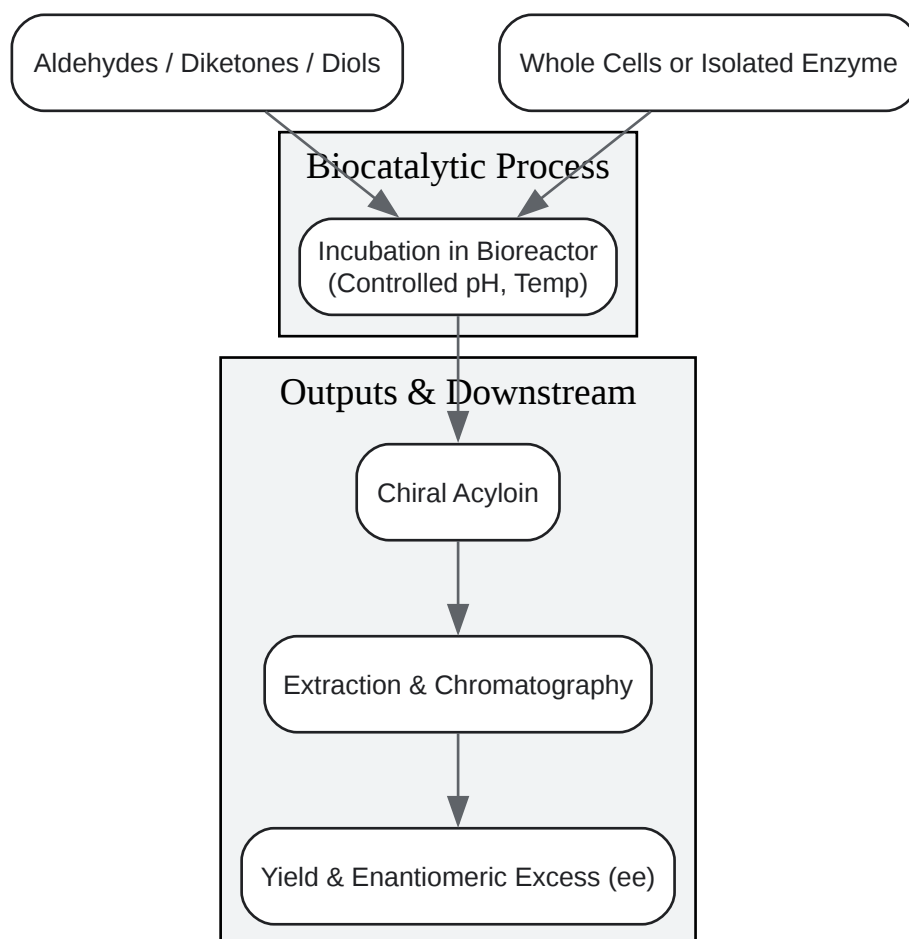 Aldehydes / Diketones / Diols
Whole Cells or Isolated Enzyme
Biocatalytic Process
Incubation in Bioreactor
(Controlled pH, Temp)
Outputs & Downstream
Chiral Acyloin
Extraction & Chromatography
Yield & Enantiomeric Excess (ee)